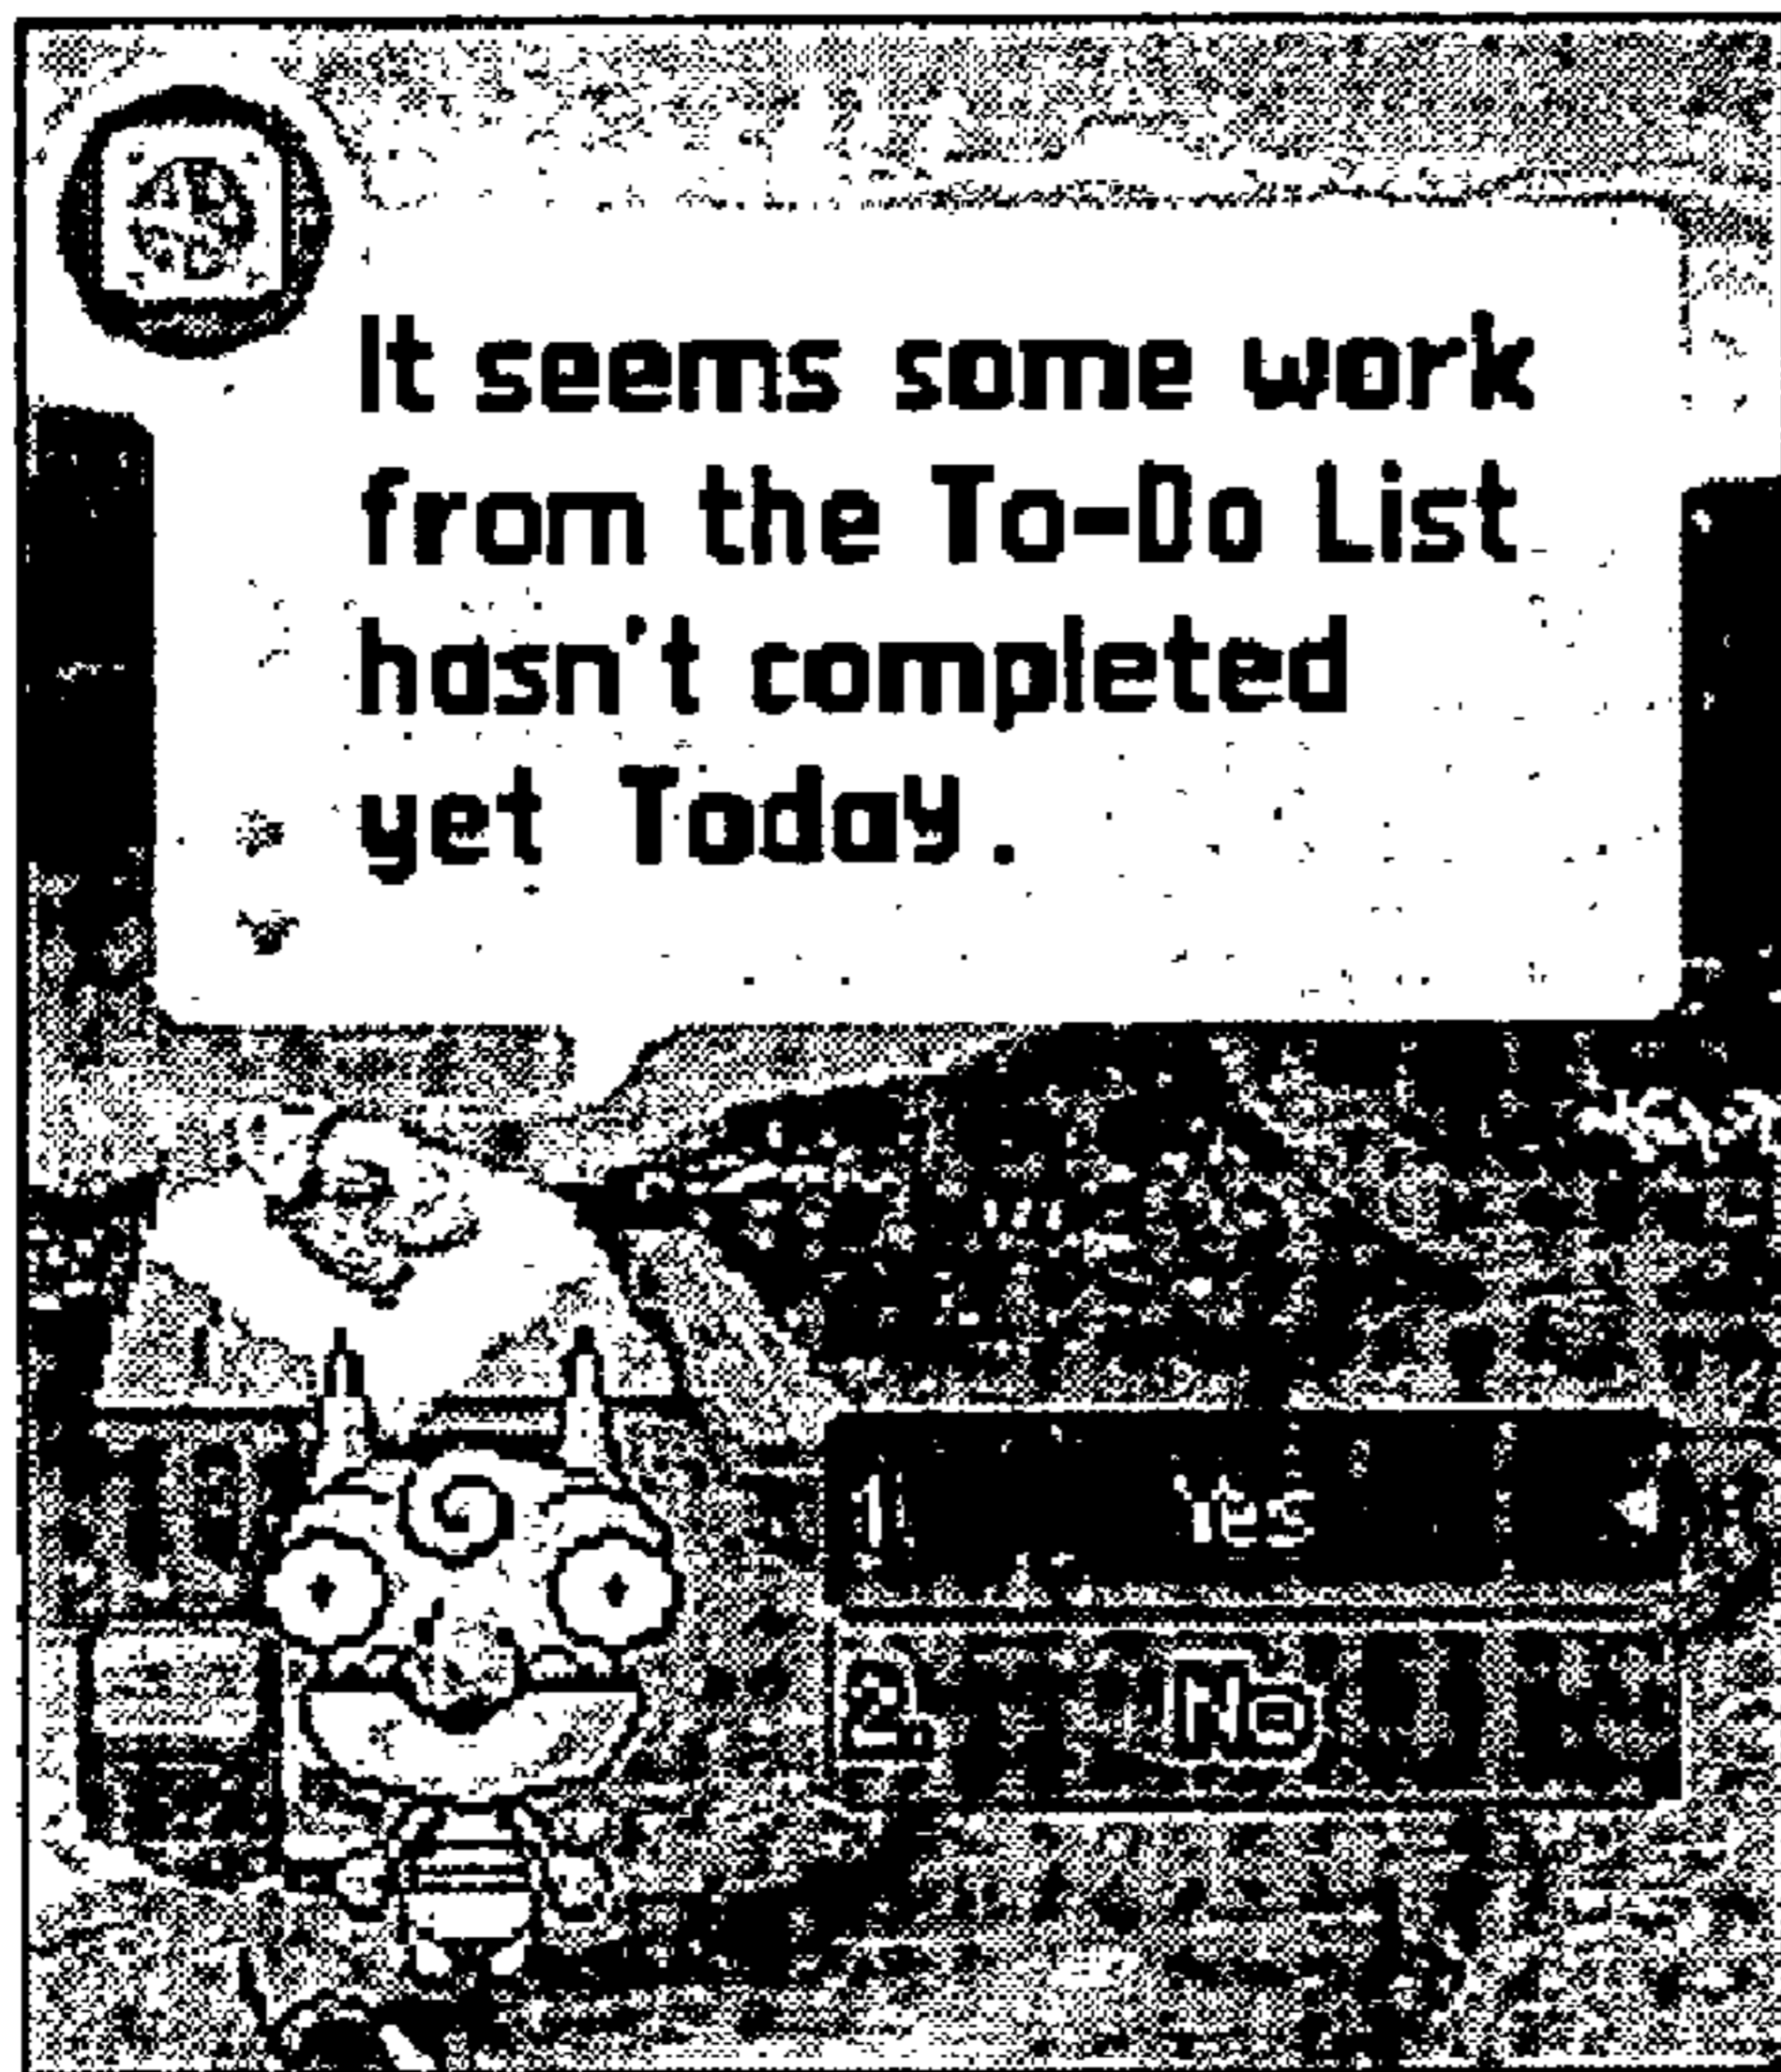 It seems some work
from the To-Do List
hasn't completed
yet Today.
1. Yes
2. No